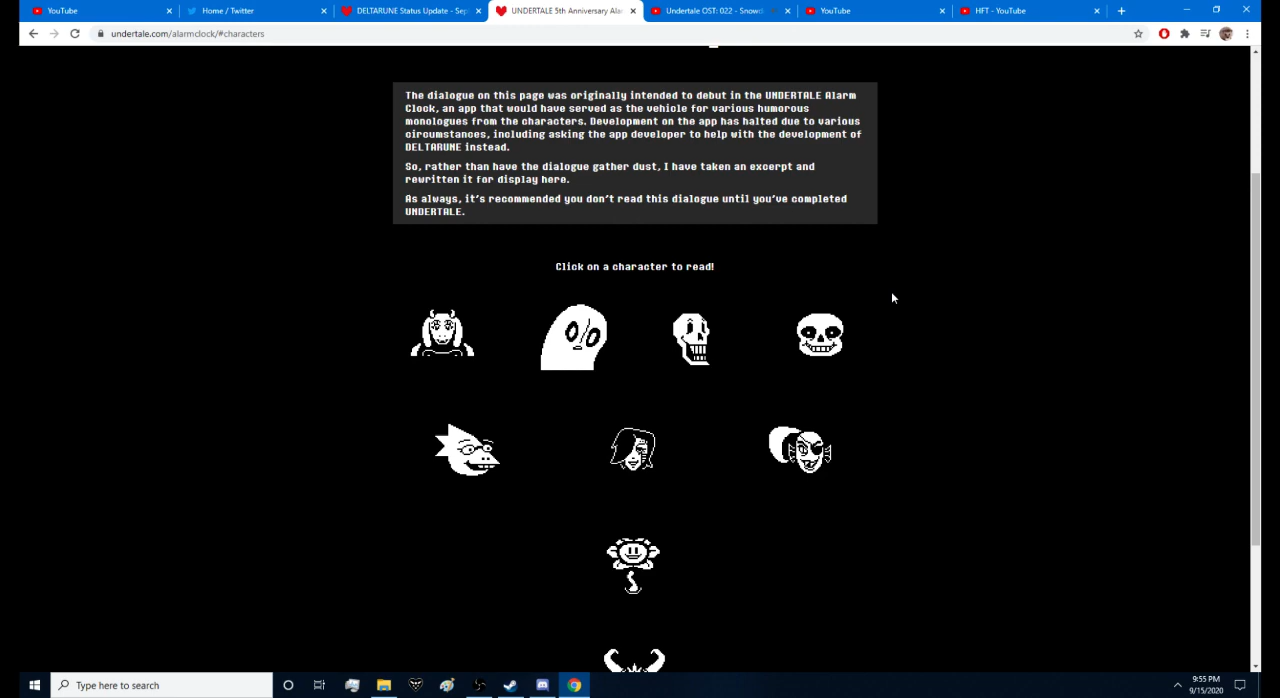 YouTube
Home / Twitter
DELTARUNE Status Update - Sep
UNDERTALE 5th Anniversary Alar
Undertale OST: 022 - Snowd
YouTube
HFT - YouTube
undertale.com/alarmclock/#characters
The dialogue on this page was originally intended to debut in the UNDERTALE Alarm
Clock, an app that would have served as the vehicle for various humorous
monologues from the characters. Development on the app has halted due to various
circumstances, including asking the app developer to help with the development of
DELTARUNE instead.
So, rather than have the dialogue gather dust, I have taken an excerpt and
rewritten it for display here.
As always, it's recommended you don't read this dialogue until you've completed
UNDERTALE.
Click on a character to read!
Type here to search
9:55 PM
9/15/2020